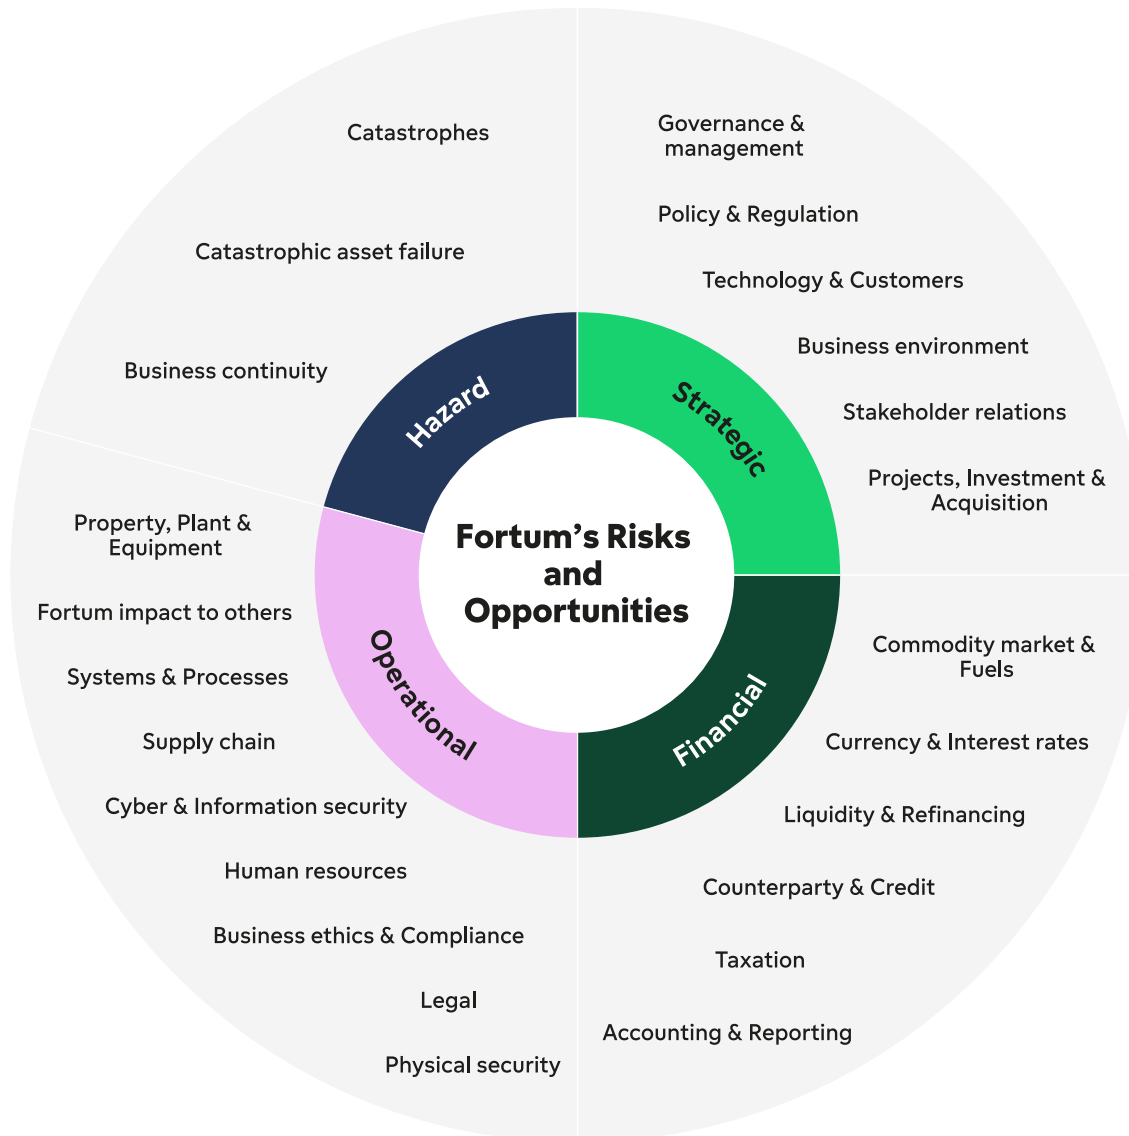 Fortum's Risks
and
Opportunities
Strategic
Governance &
management
Policy & Regulation
Technology & Customers
Business environment
Stakeholder relations
Projects, Investment &
Acquisition
Financial
Commodity market &
Fuels
Currency & Interest rates
Liquidity & Refinancing
Counterparty & Credit
Taxation
Accounting & Reporting
Operational
Property, Plant &
Equipment
Fortum impact to others
Systems & Processes
Supply chain
Cyber & Information security
Human resources
Business ethics & Compliance
Legal
Physical security
Hazard
Catastrophes
Catastrophic asset failure
Business continuity